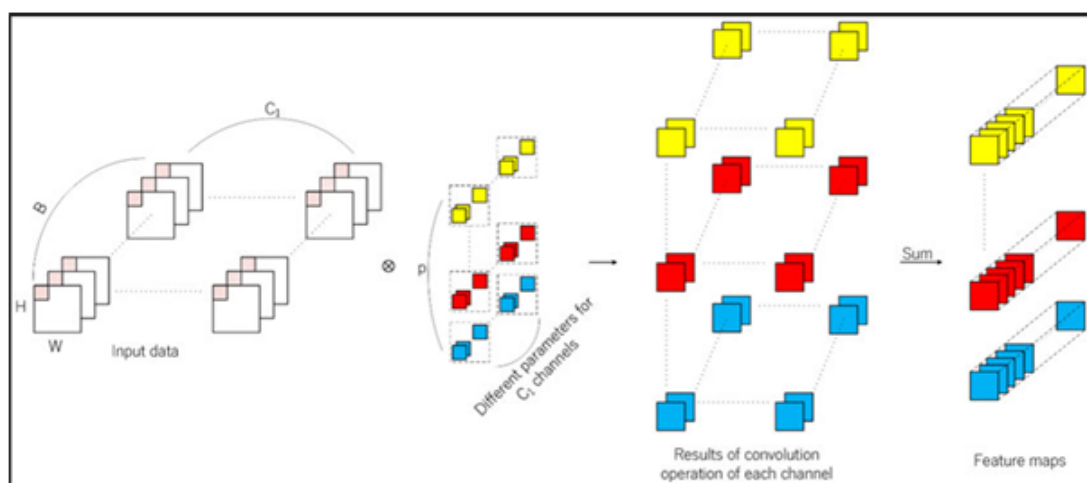 C₁
B
H
W
Input data
⊗
p
Different parameters for
C₁ channels
Results of convolution
operation of each channel
Sum
Feature maps